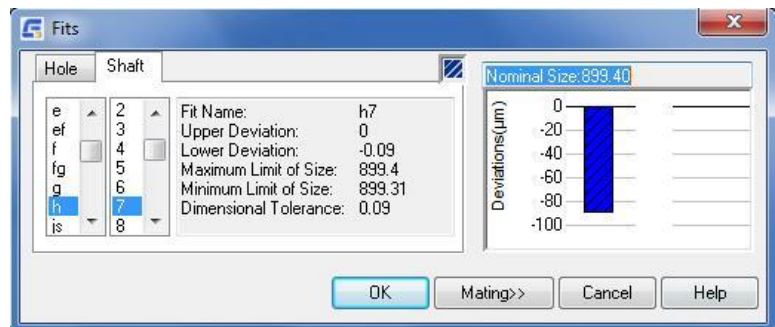 Fits
Hole
Shaft
e
ef
f
fg
g
h
js
2
3
4
5
6
7
8
Fit Name: h7
Upper Deviation: 0
Lower Deviation: -0.09
Maximum Limit of Size: 899.4
Minimum Limit of Size: 899.31
Dimensional Tolerance: 0.09
Nominal Size:899.40
Deviations(μm)
0
-20
-40
-60
-80
-100
OK
Mating>>
Cancel
Help